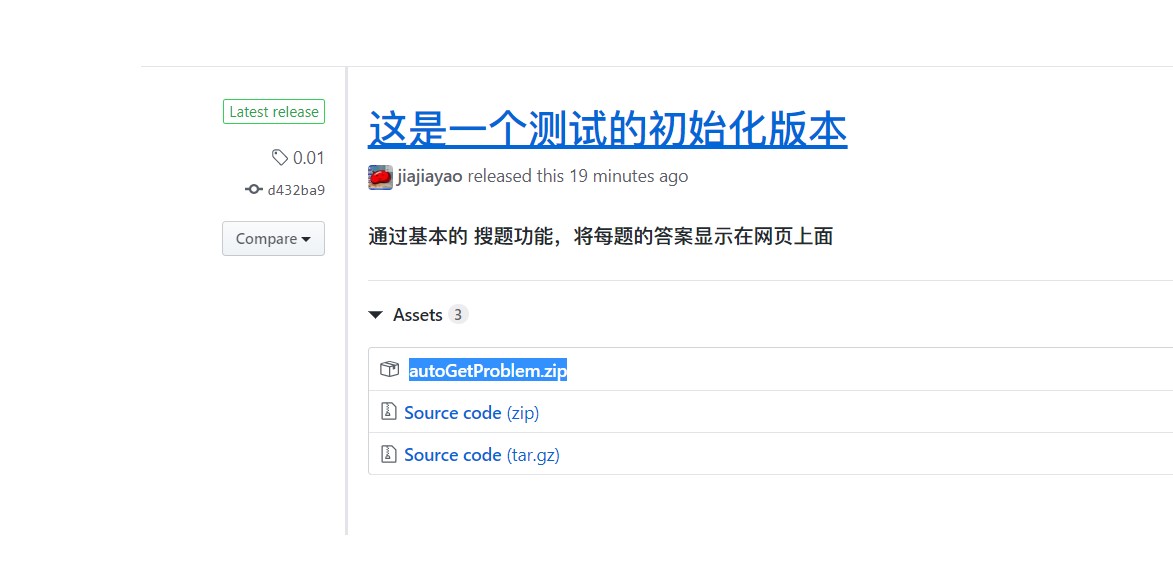 Latest release
0.01
d432ba9
Compare
这是一个测试的初始化版本
jiajiayao released this 19 minutes ago
通过基本的 搜题功能，将每题的答案显示在网页上面
Assets 3
autoGetProblem.zip
Source code (zip)
Source code (tar.gz)